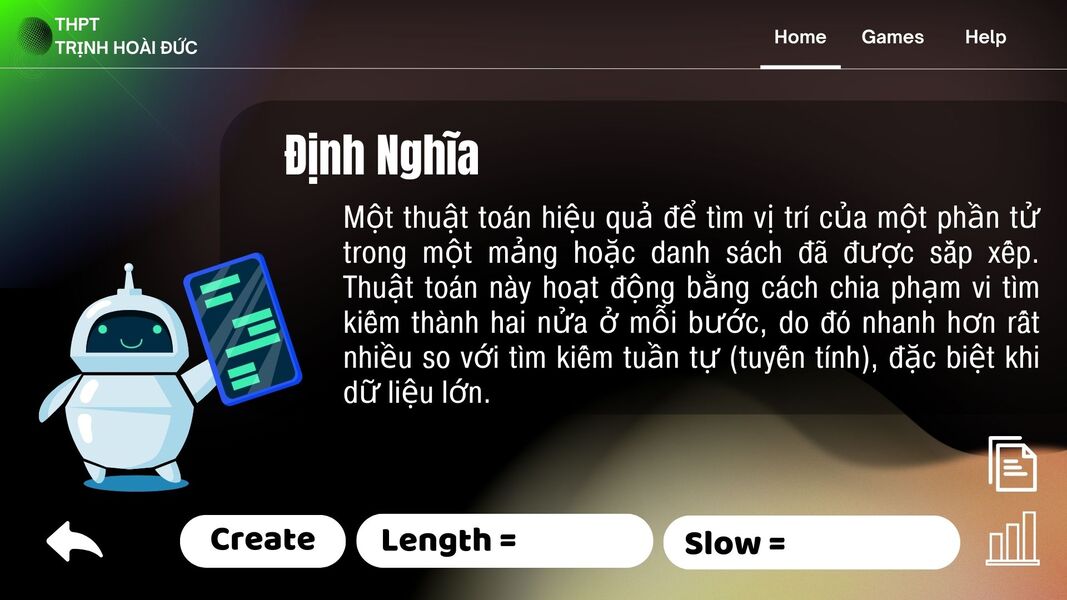 THPT
TRỊNH HOÀI ĐỨC
Home Games Help
Định Nghĩa
Một thuật toán hiệu quả để tìm vị trí của một phần tử
trong một mảng hoặc danh sách đã được sắp xếp.
Thuật toán này hoạt động bằng cách chia phạm vi tìm
kiếm thành hai nửa ở mỗi bước, do đó nhanh hơn rất
nhiều so với tìm kiếm tuần tự (tuyến tính), đặc biệt khi
dữ liệu lớn.
Create Length = Slow =